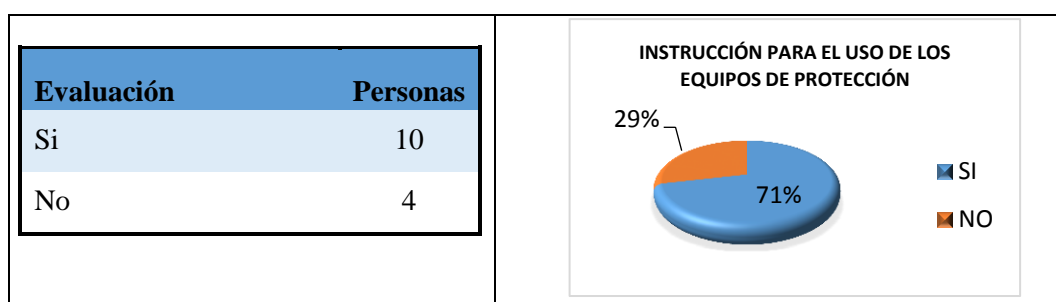 Evaluación Personas
Si 10
No 4
INSTRUCCIÓN PARA EL USO DE LOS
EQUIPOS DE PROTECCIÓN
29%
71%
SI
NO